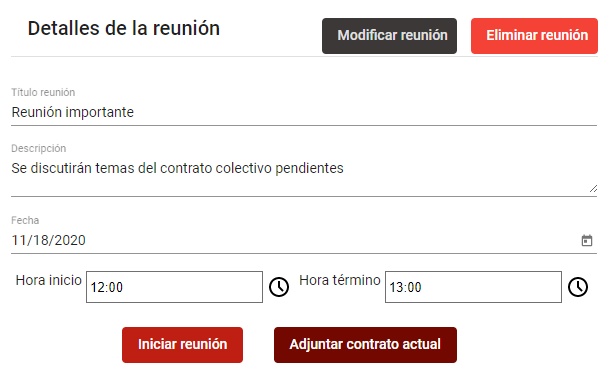 Detalles de la reunión
Modificar reunión
Eliminar reunión
Título reunión
Reunión importante
Descripción
Se discutirán temas del contrato colectivo pendientes
Fecha
11/18/2020
Hora inicio 12:00 Hora término 13:00
Iniciar reunión
Adjuntar contrato actual